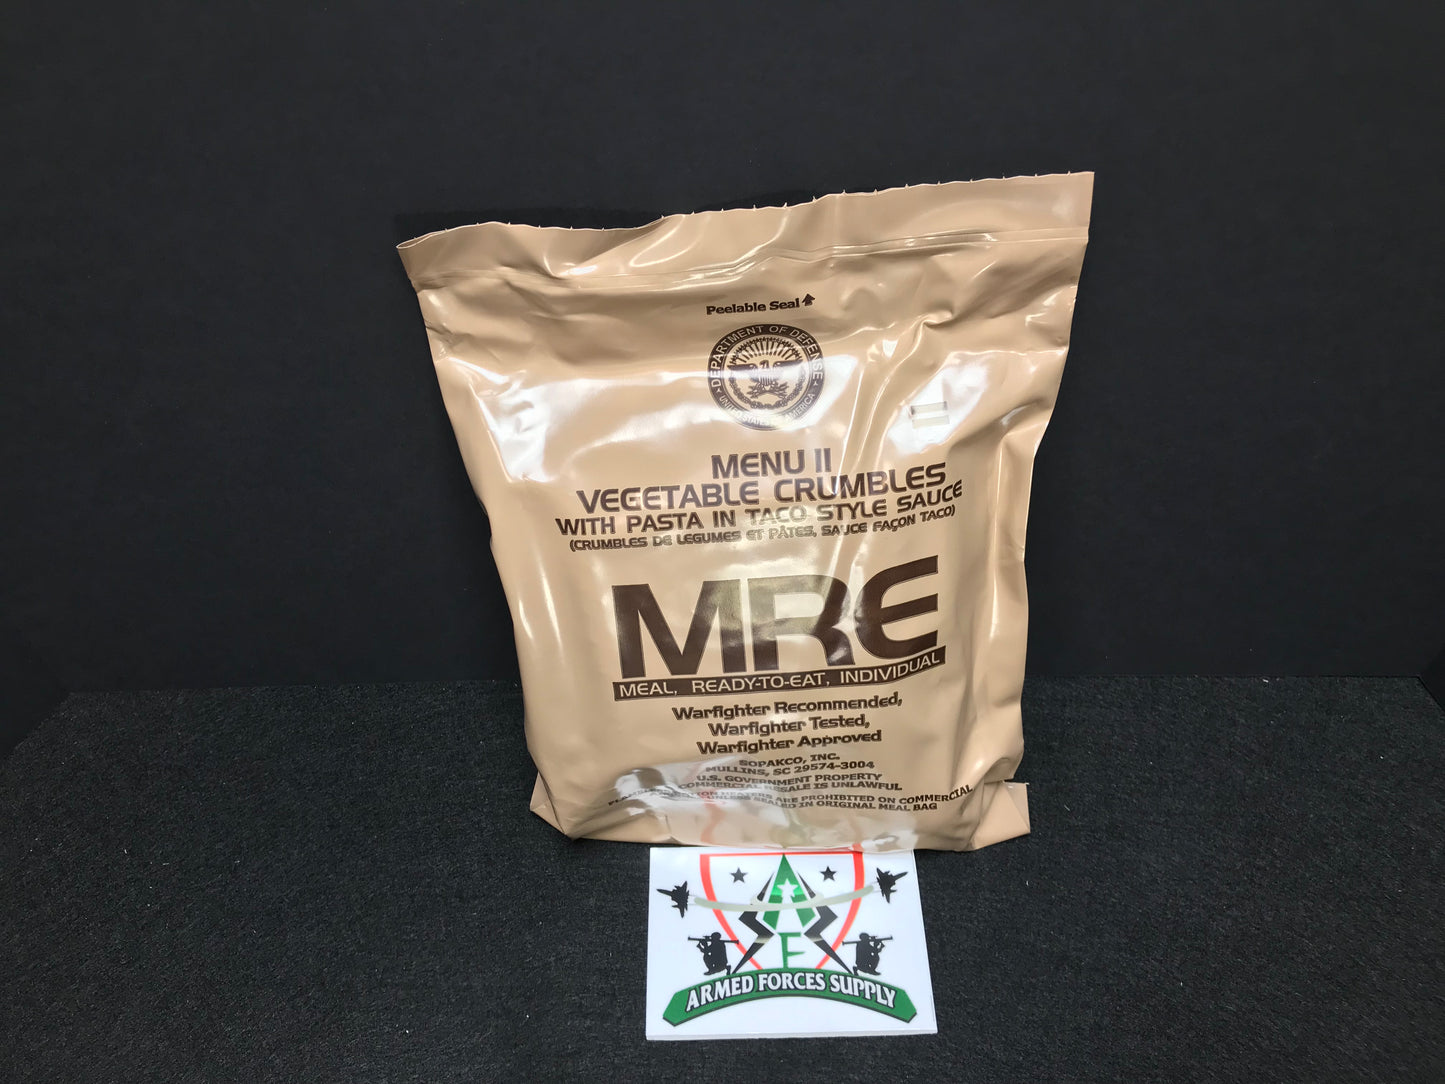 Peelable Seal
DEPARTMENT OF DEFENSE
UNITED STATES OF AMERICA
MENU 11
VEGETABLE CRUMBLES
WITH PASTA IN TACO STYLE SAUCE
(CRUMBLES DE LEGUMES ET PÂTES, SAUCE FAÇON TACO)
MRE
MEAL, READY-TO-EAT, INDIVIDUAL
Warfighter Recommended,
Warfighter Tested,
Warfighter Approved
SOPAKCO, INC.
MULLINS, SC 29574-3004
U.S. GOVERNMENT PROPERTY
COMMERCIAL RESALE IS UNLAWFUL
HEATERS ARE PROHIBITED ON COMMERCIAL
UNLESS SEALED IN ORIGINAL MEAL BAG
A
F
ARMED FORCES SUPPLY